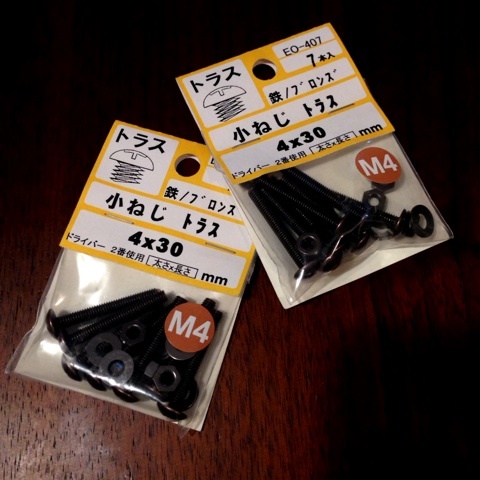 トラス
EO-407
7本入
鉄/ブロンズ
小ねじ トラス
4x30
ドライバー 2番使用 太さx長さ mm
M4
トラス
鉄/ブロンズ
小ねじ トラス
4x30
ドライバー 2番使用 太さx長さ mm
M4